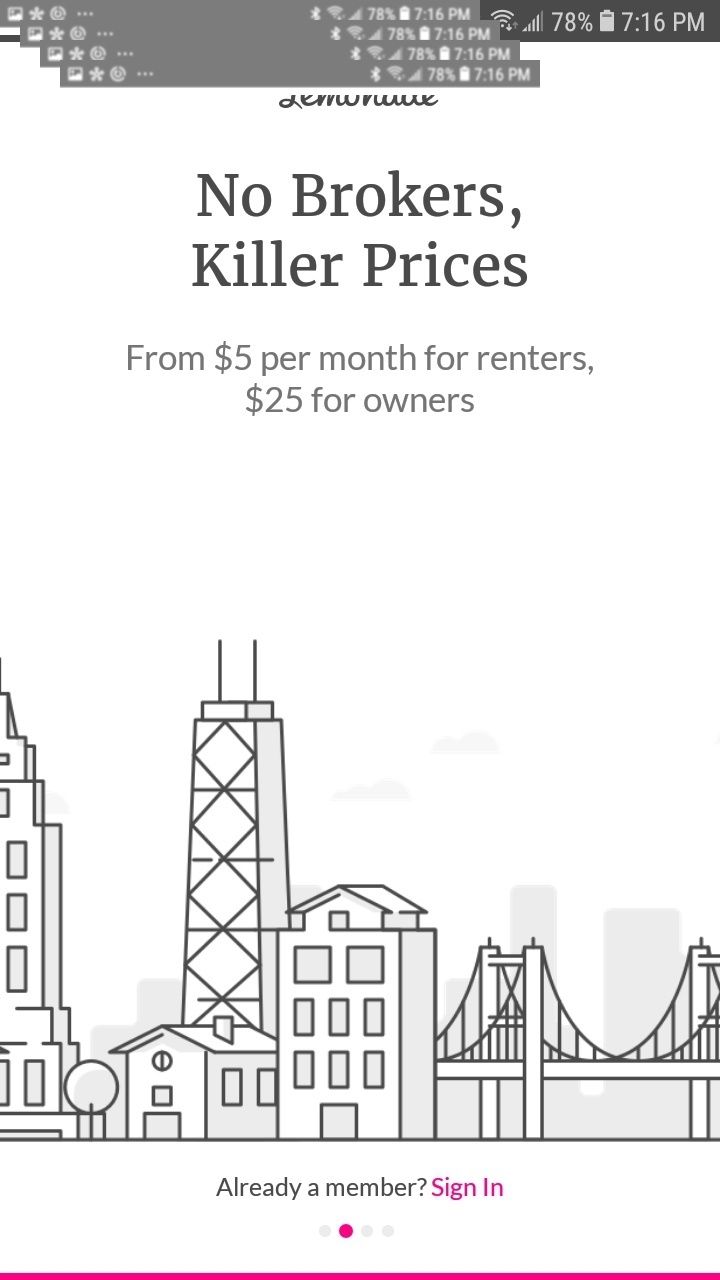 78% 7:16 PM
78% 7:16 PM
78% 7:16 PM
78% 7:16 PM
78% 7:16 PM
Lemonade
No Brokers,
Killer Prices
From $5 per month for renters,
$25 for owners
Already a member? Sign In